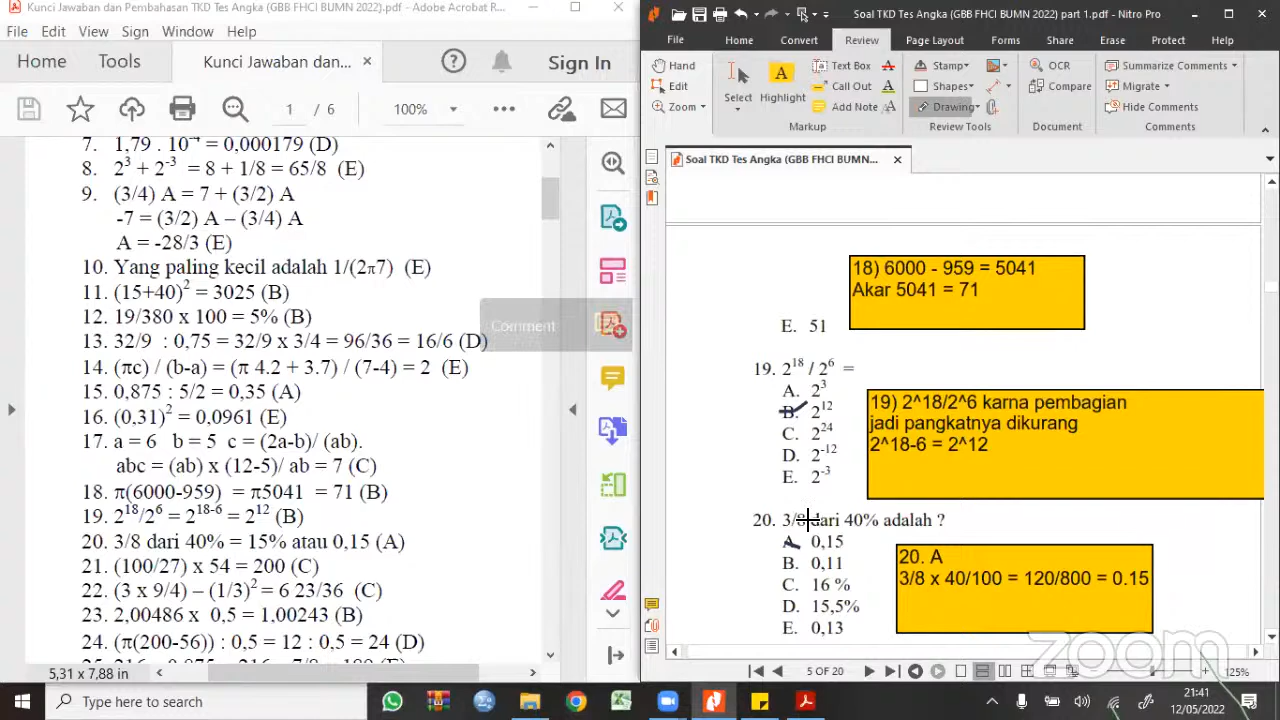 Kunci Jawaban dan Pembahasan TKD Tes Angka (GBB FHCI BUMN 2022).pdf - Adobe Acrobat R...
File Edit View Sign Window Help
Home Tools Kunci Jawaban dan... × Sign In
1 / 6 100%
7. 1,79 . 10⁻⁴ = 0,000179 (D)
8. 2³ + 2⁻³ = 8 + 1/8 = 65/8 (E)
9. (3/4) A = 7 + (3/2) A
-7 = (3/2) A – (3/4) A
A = -28/3 (E)
10. Yang paling kecil adalah 1/(2π7) (E)
11. (15+40)² = 3025 (B)
12. 19/380 x 100 = 5% (B)
13. 32/9 : 0,75 = 32/9 x 3/4 = 96/36 = 16/6 (D)
14. (πc) / (b-a) = (π 4.2 + 3.7) / (7-4) = 2 (E)
15. 0,875 : 5/2 = 0,35 (A)
16. (0,31)² = 0,0961 (E)
17. a = 6 b = 5 c = (2a-b)/ (ab).
abc = (ab) x (12-5)/ ab = 7 (C)
18. π(6000-959) = π5041 = 71 (B)
19. 2¹⁸/2⁶ = 2¹⁸⁻⁶ = 2¹² (B)
20. 3/8 dari 40% = 15% atau 0,15 (A)
21. (100/27) x 54 = 200 (C)
22. (3 x 9/4) – (1/3)² = 6 23/36 (C)
23. 2,00486 x 0,5 = 1,00243 (B)
24. (π(200-56)) : 0,5 = 12 : 0,5 = 24 (D)
Comment
5,31 x 7,88 in
Soal TKD Tes Angka (GBB FHCI BUMN 2022) part 1.pdf - Nitro Pro
File Home Convert Review Page Layout Forms Share Erase Protect Help
Hand Text Box Stamp OCR Summarize Comments
Edit Select Highlight Call Out Shapes Compare Migrate
Zoom Add Note Drawing Hide Comments
Markup Review Tools Document Comments
Soal TKD Tes Angka (GBB FHCI BUMN... ×
18) 6000 - 959 = 5041
Akar 5041 = 71
E. 51
19. 2¹⁸ / 2⁶ =
A. 2³
B. 2¹²
C. 2²⁴
D. 2⁻¹²
E. 2⁻³
19) 2^18/2^6 karna pembagian
jadi pangkatnya dikurang
2^18-6 = 2^12
20. 3/8 dari 40% adalah ?
A. 0,15
B. 0,11
C. 16 %
D. 15,5%
E. 0,13
20. A
3/8 x 40/100 = 120/800 = 0.15
zoom
5 OF 20 125%
Type here to search
21:41
12/05/2022